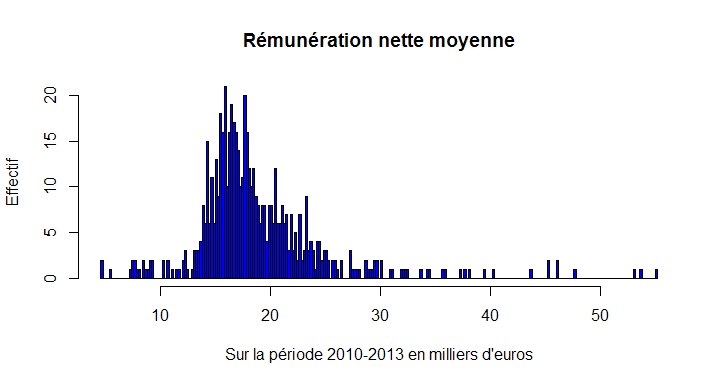 Rémunération nette moyenne
Effectif
20
15
10
5
0
10 20 30 40 50
Sur la période 2010-2013 en milliers d'euros